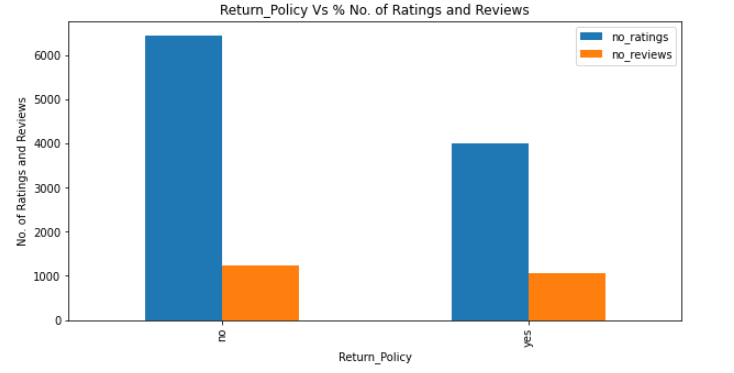 Return_Policy Vs % No. of Ratings and Reviews
no_ratings
no_reviews
No. of Ratings and Reviews
6000
5000
4000
3000
2000
1000
0
no
yes
Return_Policy